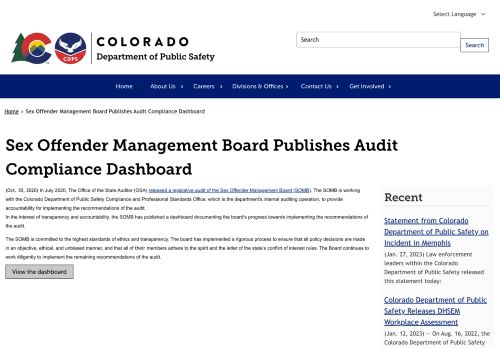 Select Language
CO
CDPS
COLORADO
Department of Public Safety
Search
Search
Home
About Us
Careers
Divisions & Offices
Contact Us
Get Involved
Home › Sex Offender Management Board Publishes Audit Compliance Dashboard
Sex Offender Management Board Publishes Audit
Compliance Dashboard
(Oct. 30, 2020) In July 2020, The Office of the State Auditor (OSA) released a legislative audit of the Sex Offender Management Board (SOMB). The SOMB is working
with the Colorado Department of Public Safety Compliance and Professional Standards Office, which is the department's internal auditing operation, to provide
accountability for implementing the recommendations of the audit.
In the interest of transparency and accountability, the SOMB has published a dashboard documenting the board's progress towards implementing the recommendations of
the audit.
The SOMB is committed to the highest standards of ethics and transparency. The board has implemented a rigorous process to ensure that all policy decisions are made
in an objective, ethical, and unbiased manner, and that all of their members adhere to the spirit and the letter of the state's conflict of interest rules. The Board continues to
work diligently to implement the remaining recommendations of the audit.
View the dashboard
Recent
Statement from Colorado
Department of Public Safety on
Incident in Memphis
(Jan. 27, 2023) Law enforcement
leaders within the Colorado
Department of Public Safety released
this statement today:
Colorado Department of Public
Safety Releases DHSEM
Workplace Assessment
(Jan. 12, 2023) -- On Aug. 16, 2022, the
Colorado Department of Public Safety